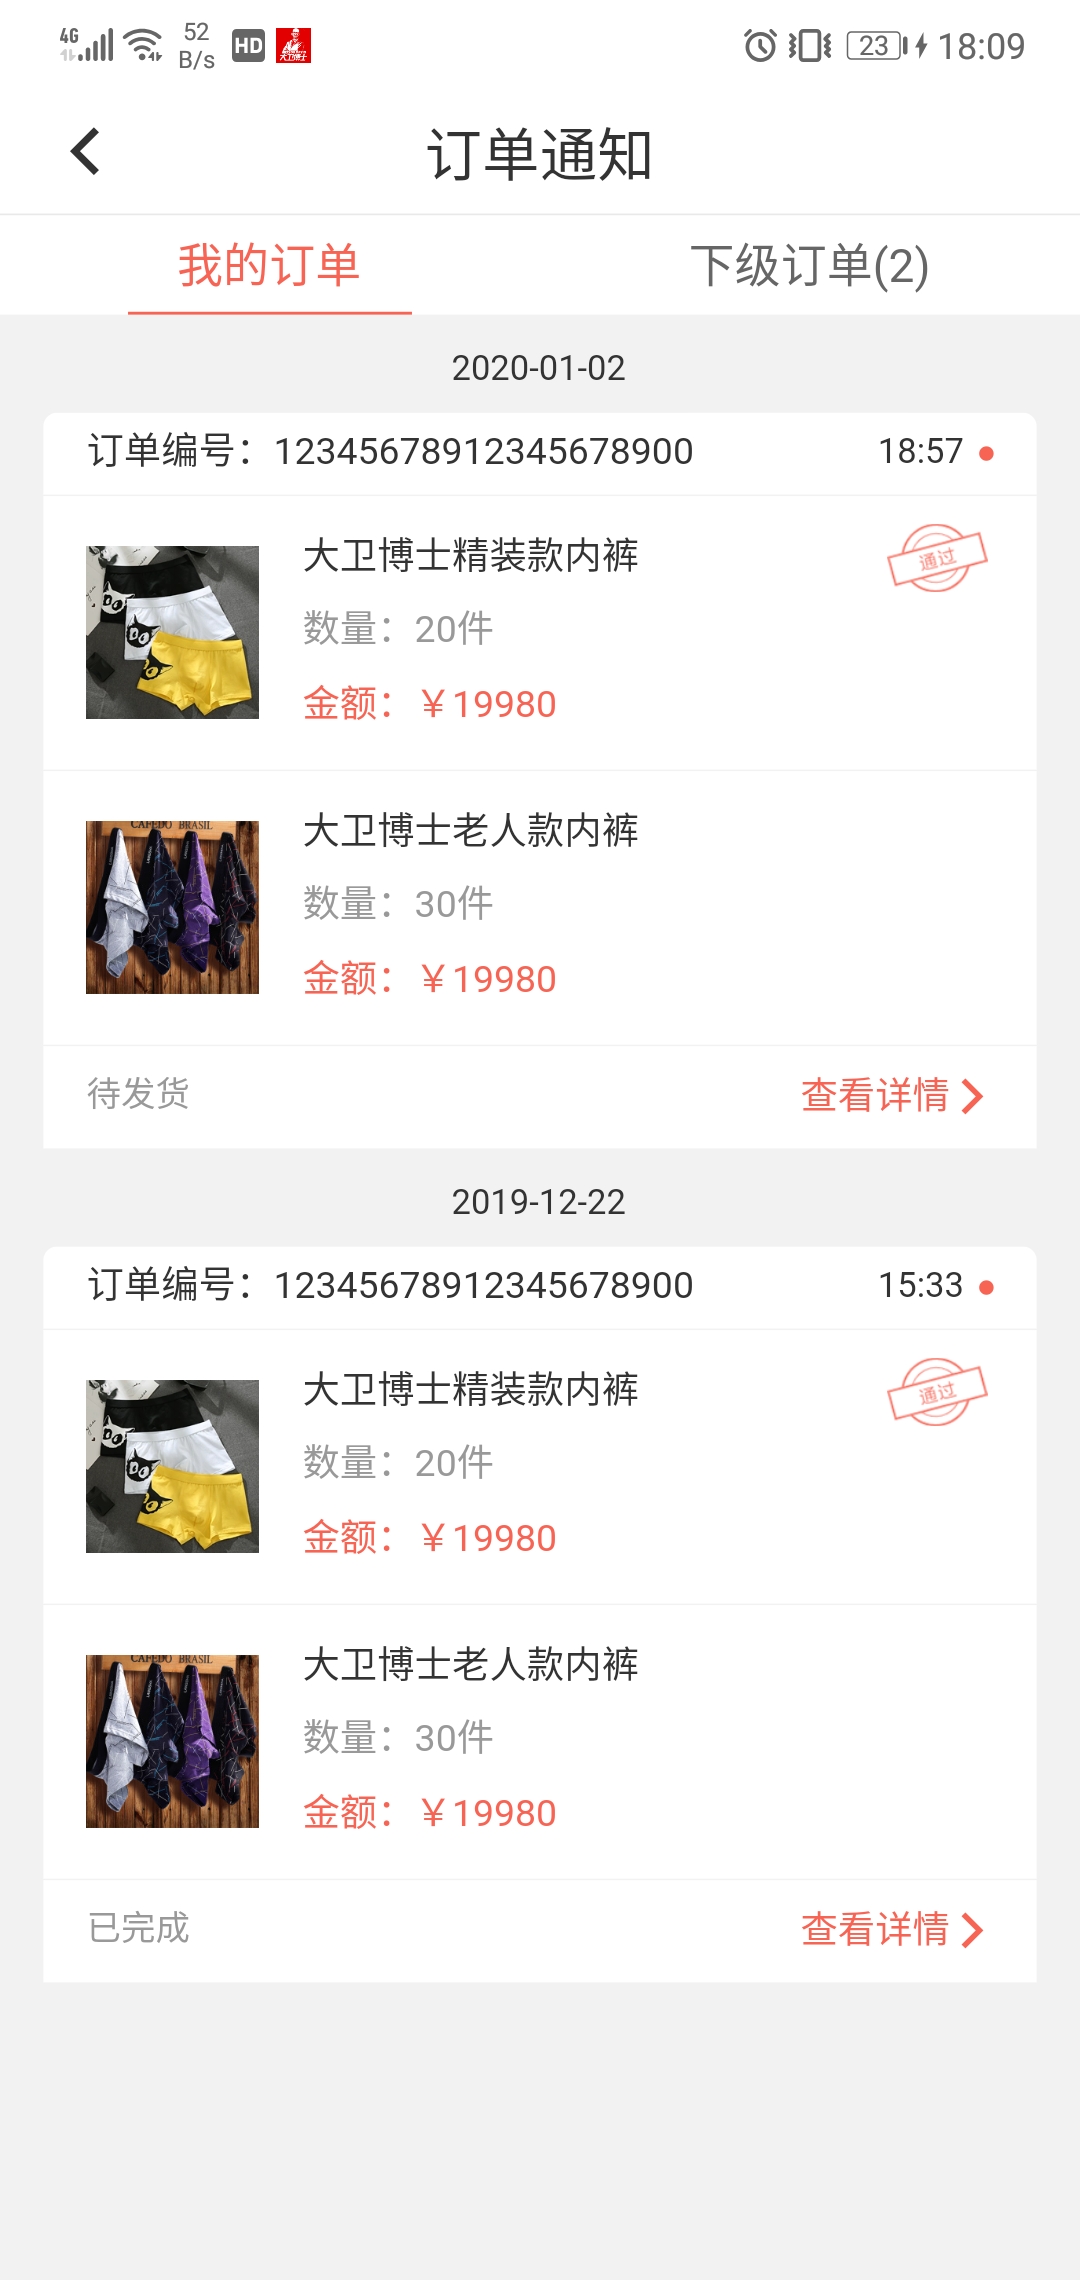 4G 52 B/s HD 大卫博士 23 18:09
订单通知
我的订单 下级订单(2)
2020-01-02
订单编号：12345678912345678900 18:57
大卫博士精装款内裤 通过
数量：20件
金额：￥19980
CAFEDO BRASIL
大卫博士老人款内裤
数量：30件
金额：￥19980
待发货 查看详情
2019-12-22
订单编号：12345678912345678900 15:33
大卫博士精装款内裤 通过
数量：20件
金额：￥19980
CAFEDO BRASIL
大卫博士老人款内裤
数量：30件
金额：￥19980
已完成 查看详情